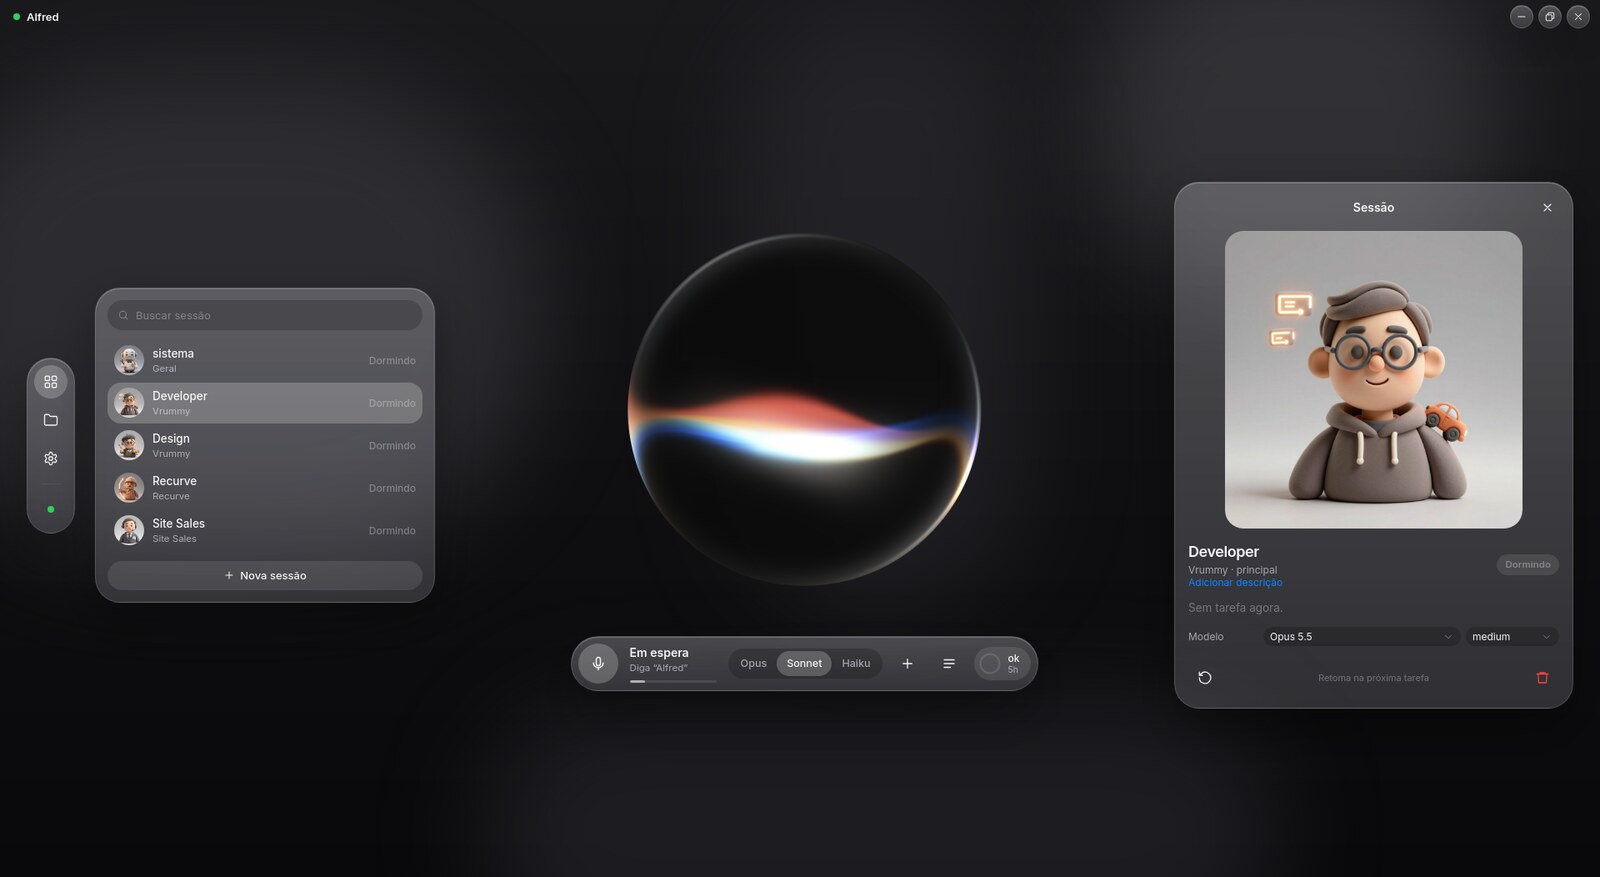 Alfred
Buscar sessão
sistema
Geral
Dormindo
Developer
Vrummy
Dormindo
Design
Vrummy
Dormindo
Recurve
Recurve
Dormindo
Site Sales
Site Sales
Dormindo
+ Nova sessão
Em espera
Diga “Alfred”
Opus
Sonnet
Haiku
ok
5h
Sessão
Developer
Vrummy · principal
Adicionar descrição
Dormindo
Sem tarefa agora.
Modelo
Opus 5.5
medium
Retoma na próxima tarefa